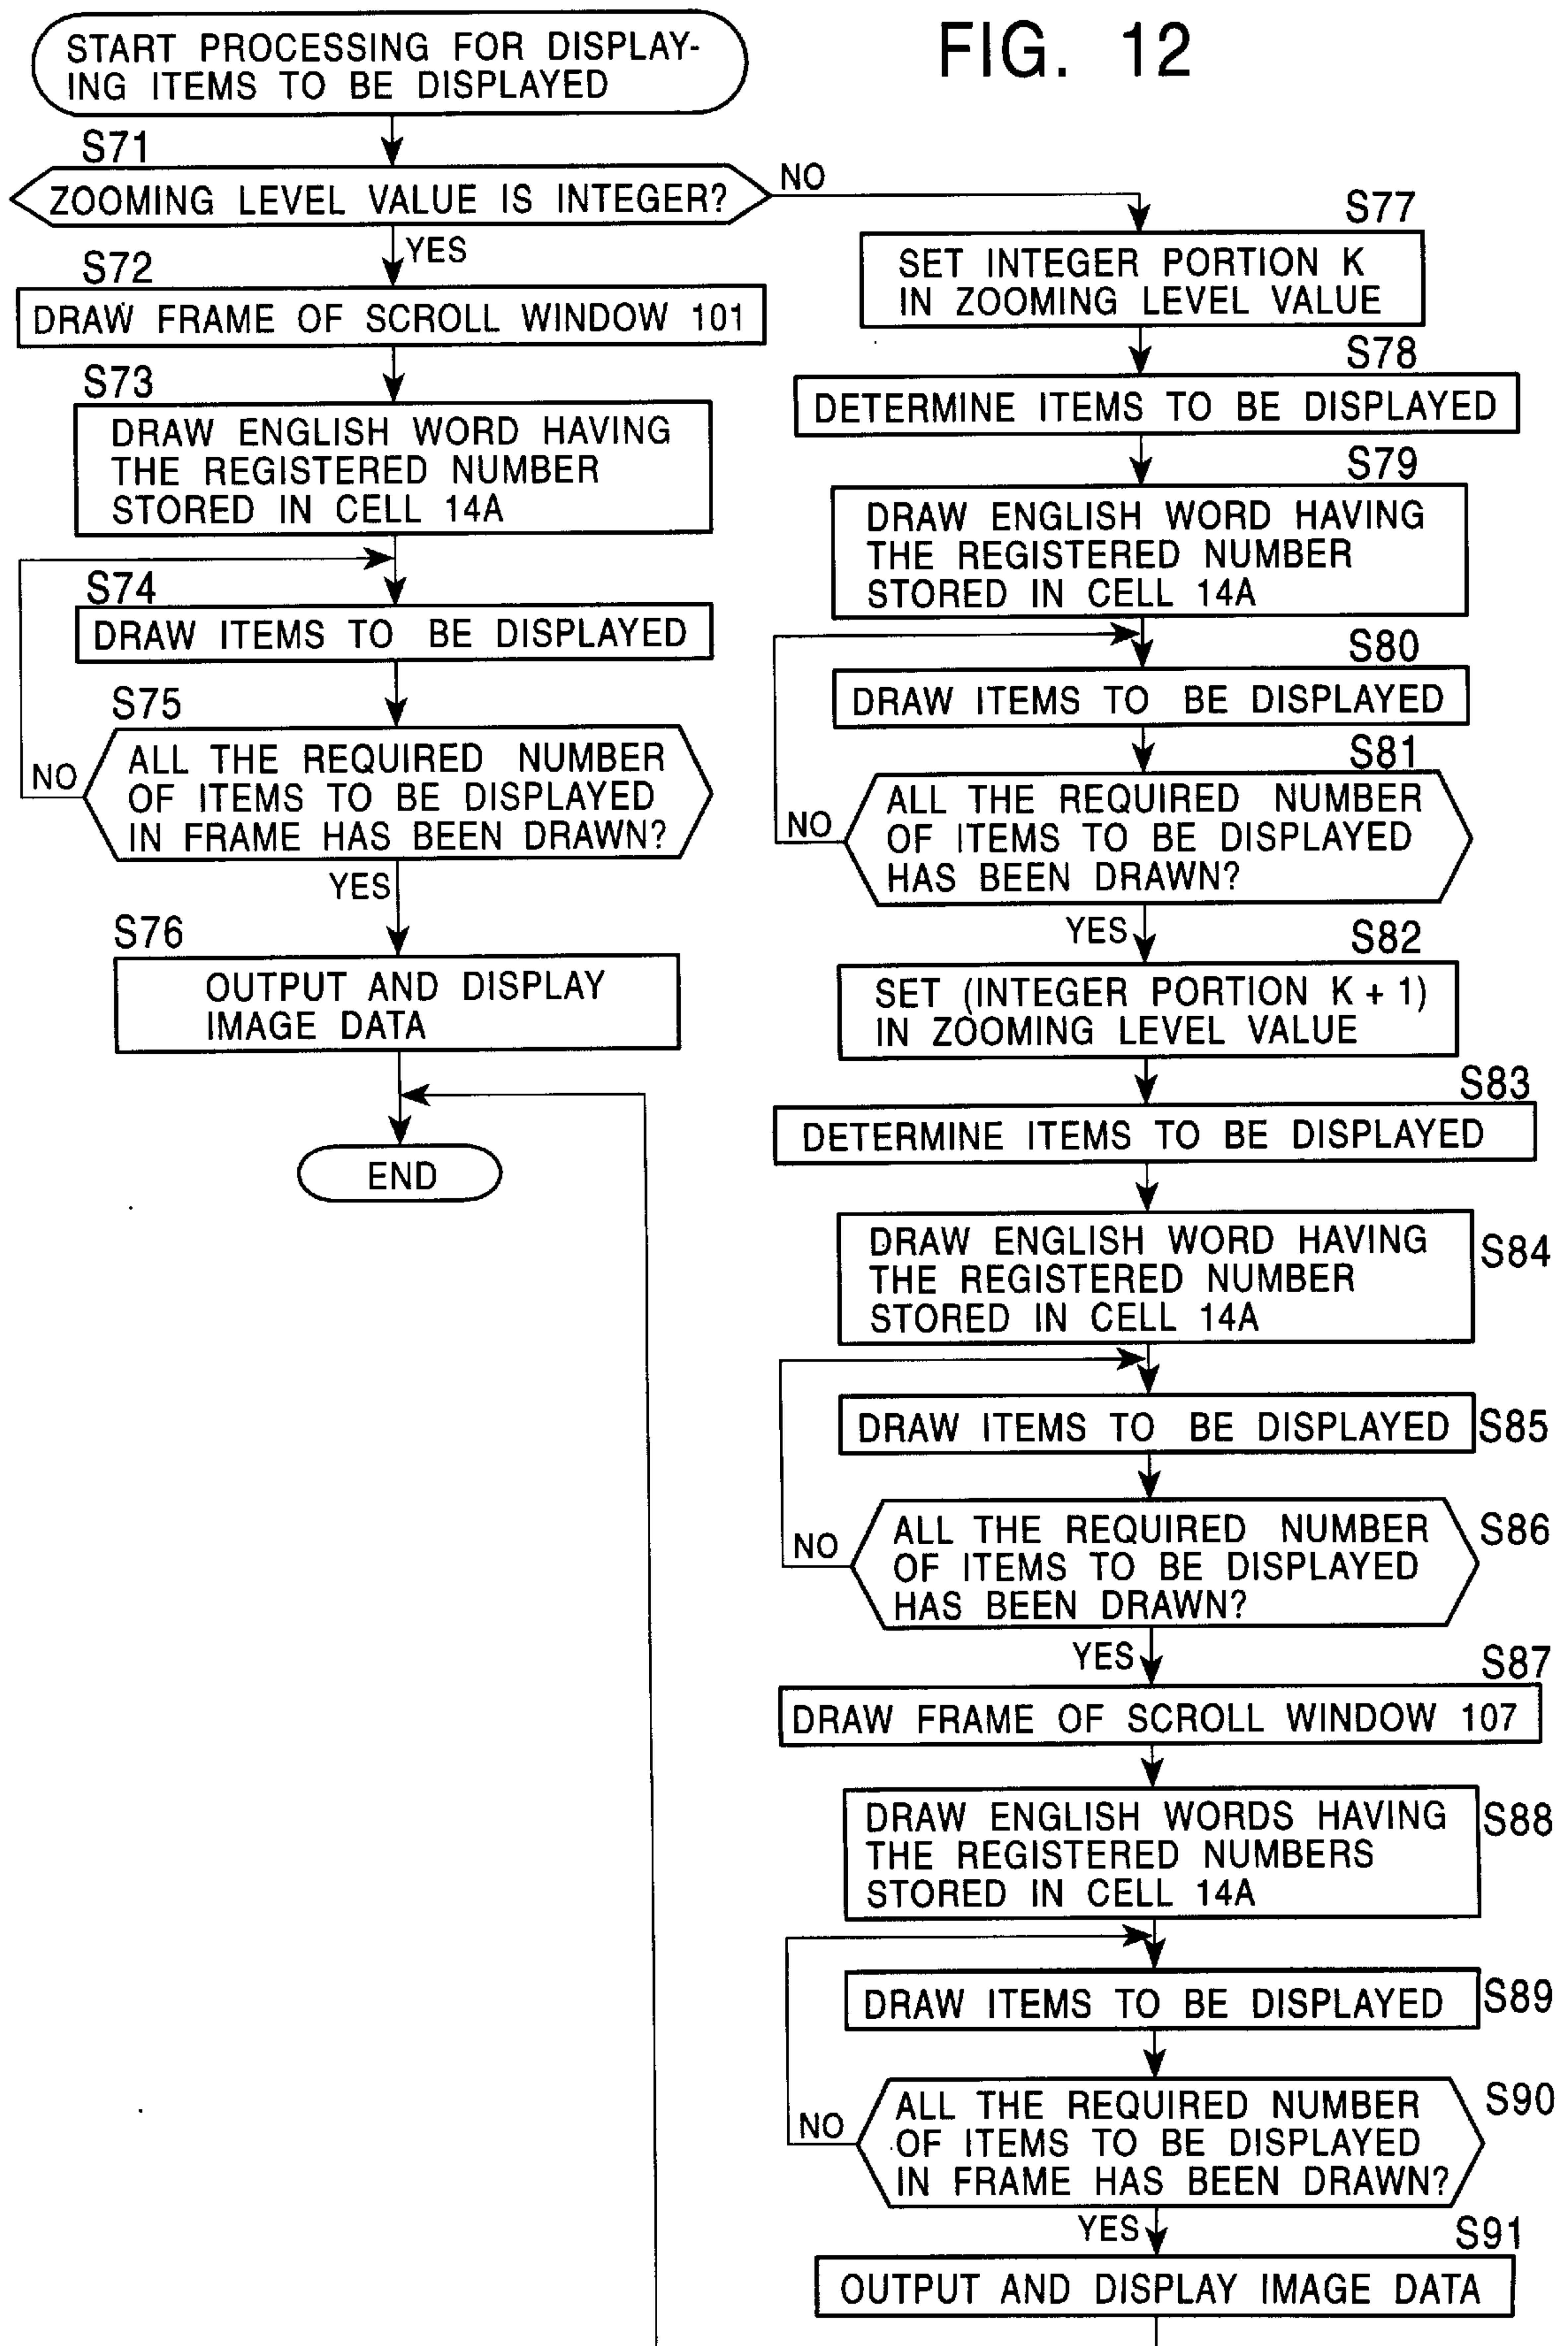 FIG. 12
START PROCESSING FOR DISPLAY-
ING ITEMS TO BE DISPLAYED
S71
ZOOMING LEVEL VALUE IS INTEGER?
NO
YES
S72
DRAW FRAME OF SCROLL WINDOW 101
S73
DRAW ENGLISH WORD HAVING
THE REGISTERED NUMBER
STORED IN CELL 14A
S74
DRAW ITEMS TO BE DISPLAYED
S75
ALL THE REQUIRED NUMBER
OF ITEMS TO BE DISPLAYED
IN FRAME HAS BEEN DRAWN?
NO
YES
S76
OUTPUT AND DISPLAY
IMAGE DATA
END
S77
SET INTEGER PORTION K
IN ZOOMING LEVEL VALUE
S78
DETERMINE ITEMS TO BE DISPLAYED
S79
DRAW ENGLISH WORD HAVING
THE REGISTERED NUMBER
STORED IN CELL 14A
S80
DRAW ITEMS TO BE DISPLAYED
S81
ALL THE REQUIRED NUMBER
OF ITEMS TO BE DISPLAYED
HAS BEEN DRAWN?
NO
YES
S82
SET (INTEGER PORTION K + 1)
IN ZOOMING LEVEL VALUE
S83
DETERMINE ITEMS TO BE DISPLAYED
S84
DRAW ENGLISH WORD HAVING
THE REGISTERED NUMBER
STORED IN CELL 14A
S85
DRAW ITEMS TO BE DISPLAYED
S86
ALL THE REQUIRED NUMBER
OF ITEMS TO BE DISPLAYED
HAS BEEN DRAWN?
NO
YES
S87
DRAW FRAME OF SCROLL WINDOW 107
S88
DRAW ENGLISH WORDS HAVING
THE REGISTERED NUMBERS
STORED IN CELL 14A
S89
DRAW ITEMS TO BE DISPLAYED
S90
ALL THE REQUIRED NUMBER
OF ITEMS TO BE DISPLAYED
IN FRAME HAS BEEN DRAWN?
NO
YES
S91
OUTPUT AND DISPLAY IMAGE DATA